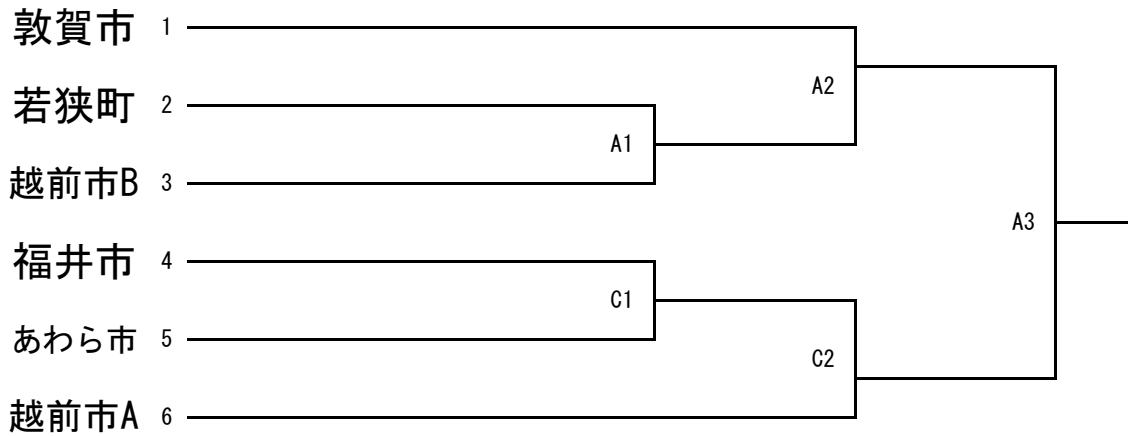 敦賀市 1
A2
若狭町 2
A1
越前市B 3
A3
福井市 4
C1
あわら市 5
C2
越前市A 6